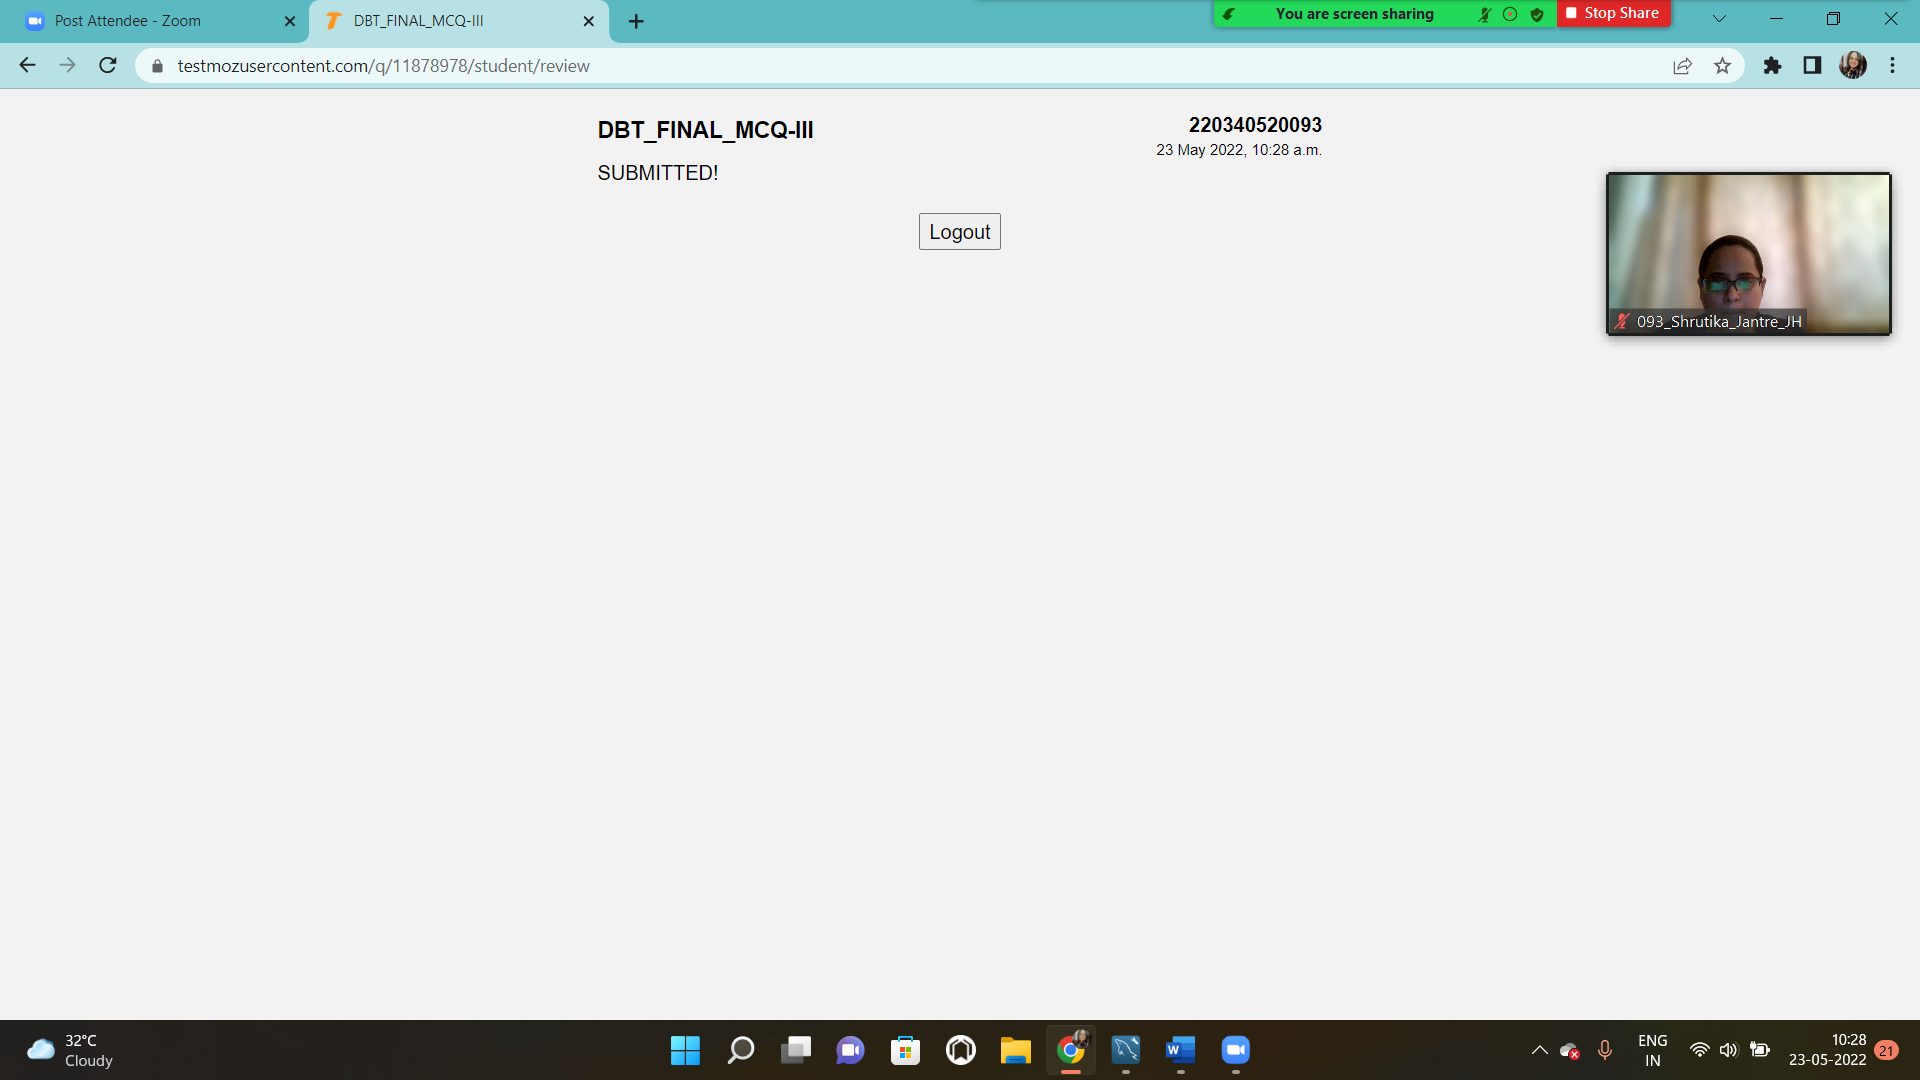 Post Attendee - Zoom
DBT_FINAL_MCQ-III
You are screen sharing
Stop Share
testmozusercontent.com/q/11878978/student/review
DBT_FINAL_MCQ-III
220340520093
23 May 2022, 10:28 a.m.
SUBMITTED!
Logout
093_Shrutika_Jantre_JH
32°C
Cloudy
W
ENG
IN
10:28
23-05-2022
21